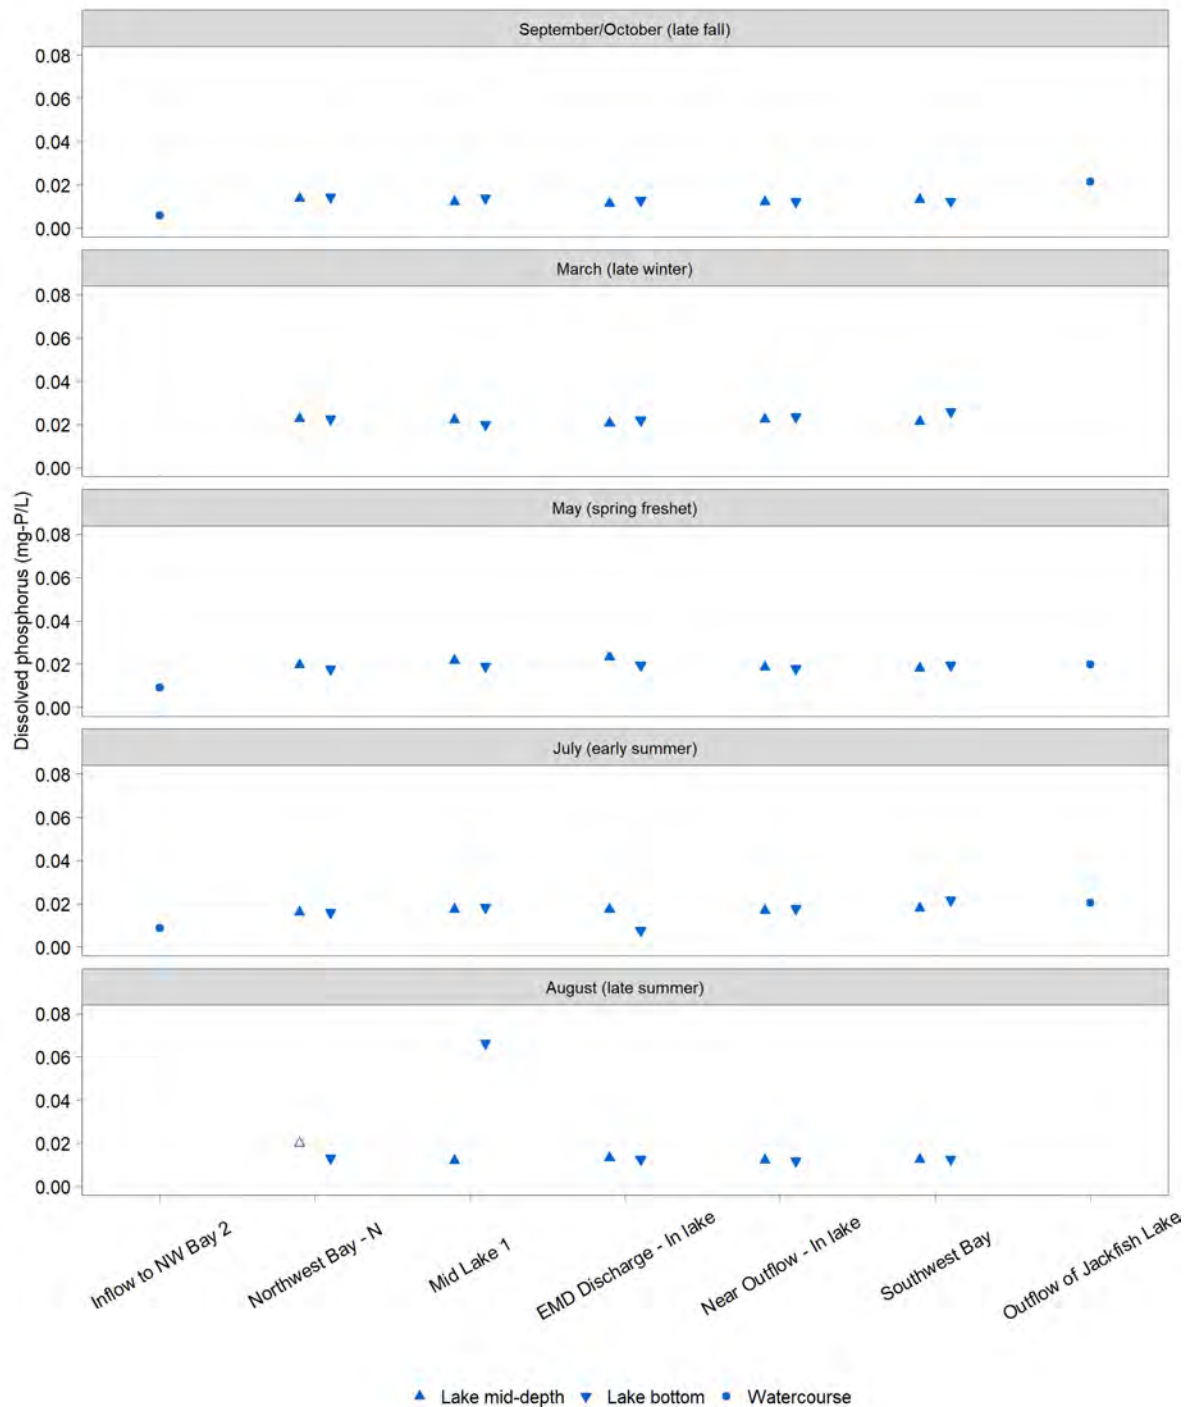 September/October (late fall)
0.08
0.06
0.04
0.02
0.00
March (late winter)
0.08
0.06
0.04
0.02
0.00
May (spring freshet)
0.08
0.06
0.04
0.02
0.00
Dissolved phosphorus (mg-P/L)
July (early summer)
0.08
0.06
0.04
0.02
0.00
August (late summer)
0.08
0.06
0.04
0.02
0.00
Inflow to NW Bay 2
Northwest Bay - N
Mid Lake 1
EMD Discharge - In lake
Near Outflow - In lake
Southwest Bay
Outflow of Jackfish Lake
Lake mid-depth Lake bottom Watercourse